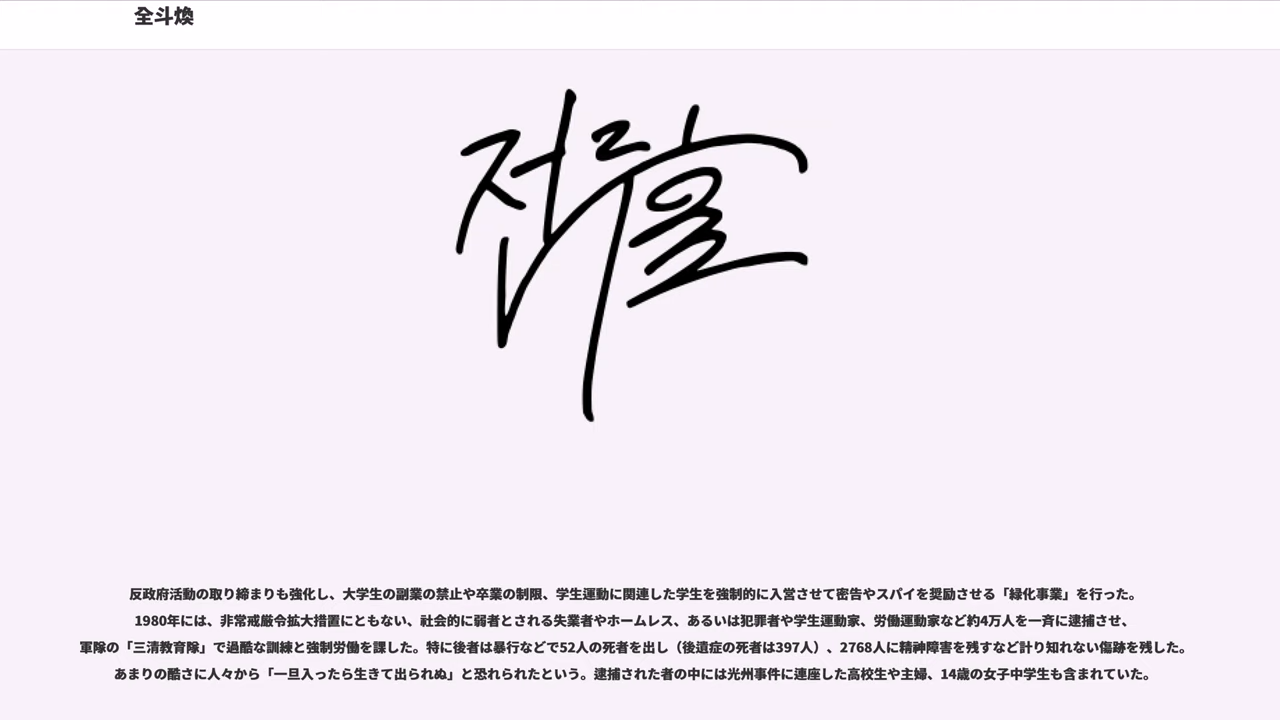 全斗煥
전두환
反政府活動の取り締まりも強化し、大学生の副業の禁止や卒業の制限、学生運動に関連した学生を強制的に入営させて密告やスパイを奨励させる「緑化事業」を行った。
1980年には、非常戒厳令拡大措置にともない、社会的に弱者とされる失業者やホームレス、あるいは犯罪者や学生運動家、労働運動家など約4万人を一斉に逮捕させ、
軍隊の「三清教育隊」で過酷な訓練と強制労働を課した。特に後者は暴行などで52人の死者を出し（後遺症の死者は397人）、2768人に精神障害を残すなど計り知れない傷跡を残した。
あまりの酷さに人々から「一旦入ったら生きて出られぬ」と恐れられたという。逮捕された者の中には光州事件に連座した高校生や主婦、14歳の女子中学生も含まれていた。